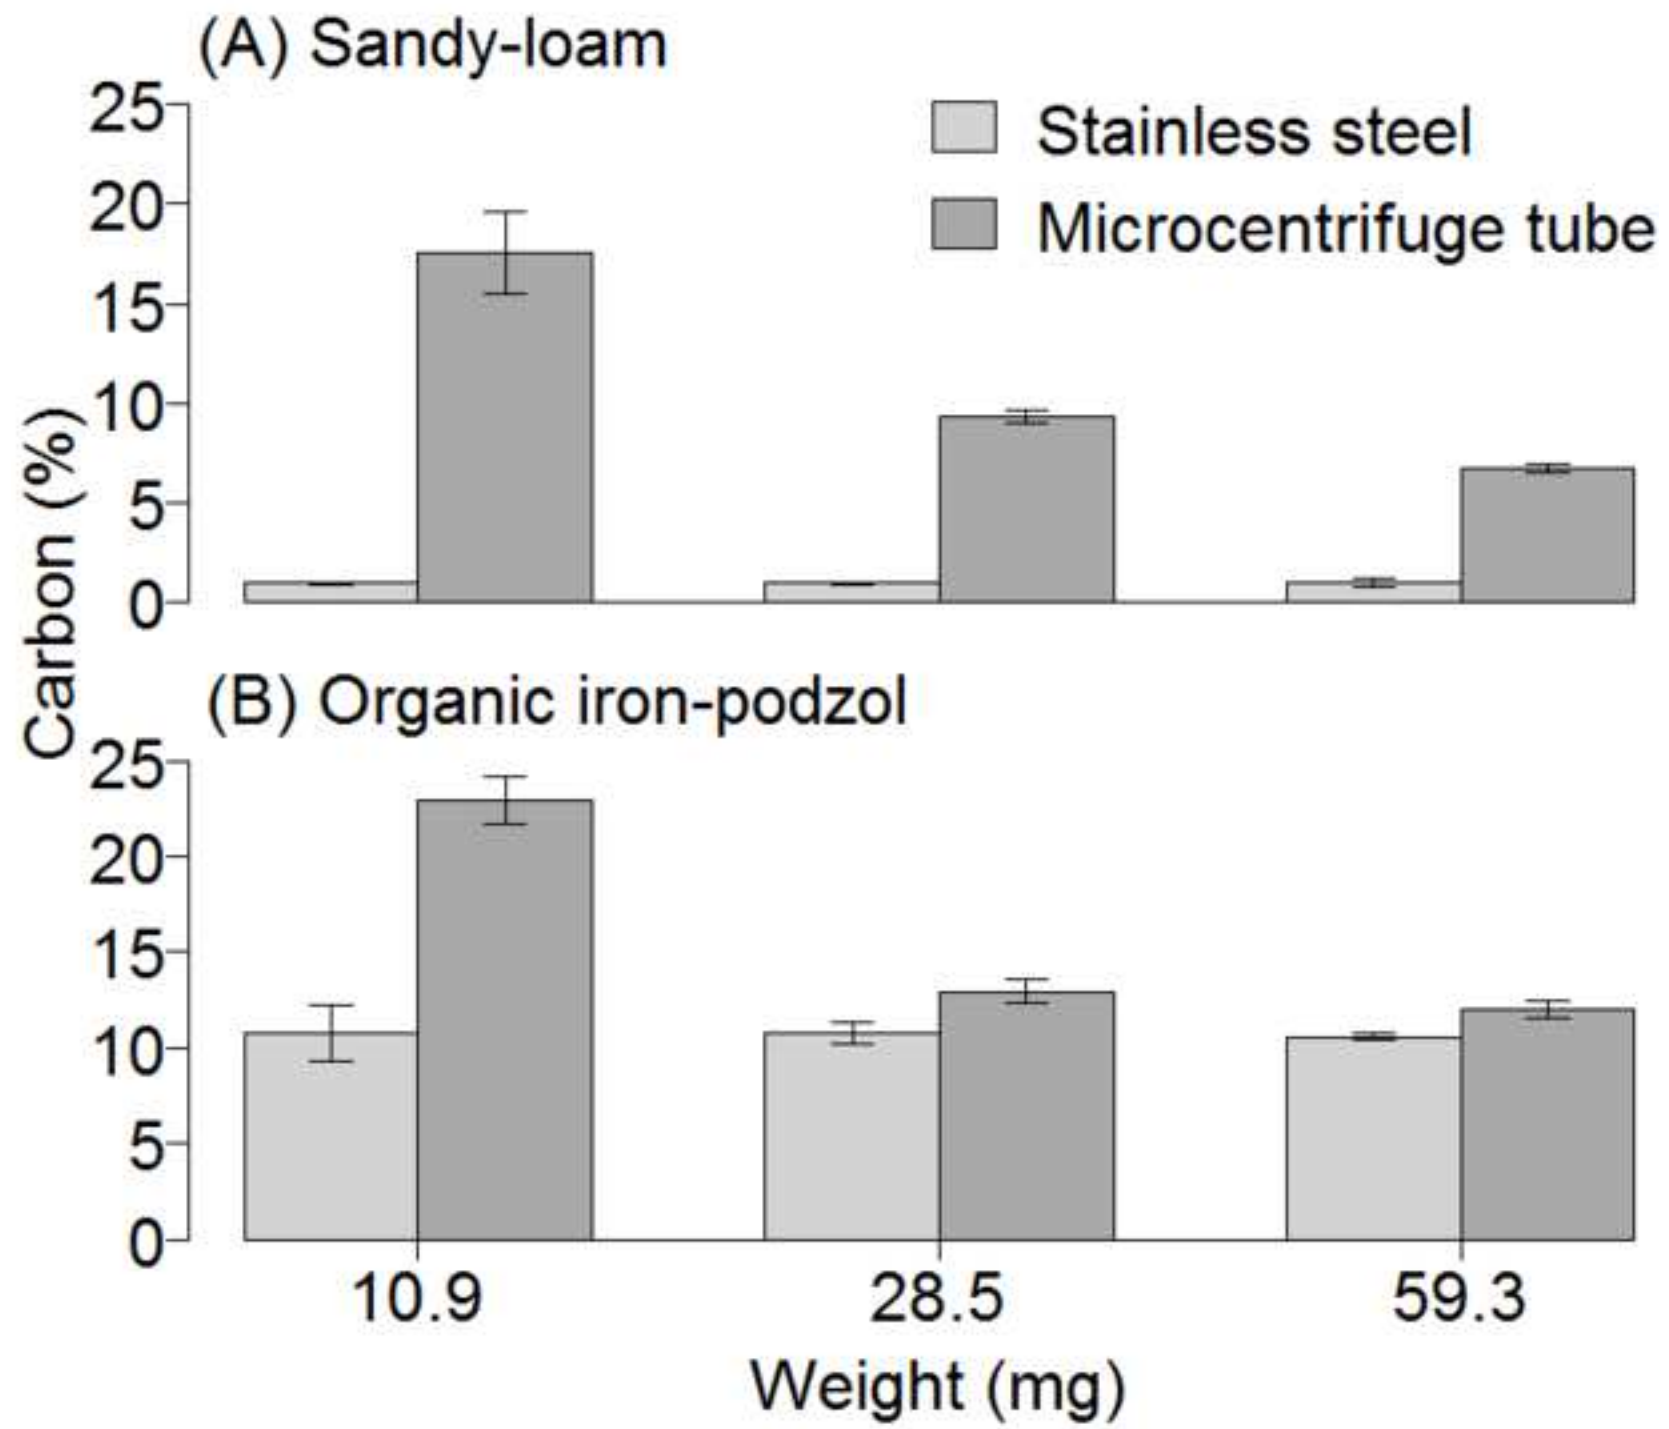 (A) Sandy-loam
Stainless steel
Microcentrifuge tube
25
20
15
10
5
0
Carbon (%)
(B) Organic iron-podzol
25
20
15
10
5
0
10.9 28.5 59.3
Weight (mg)